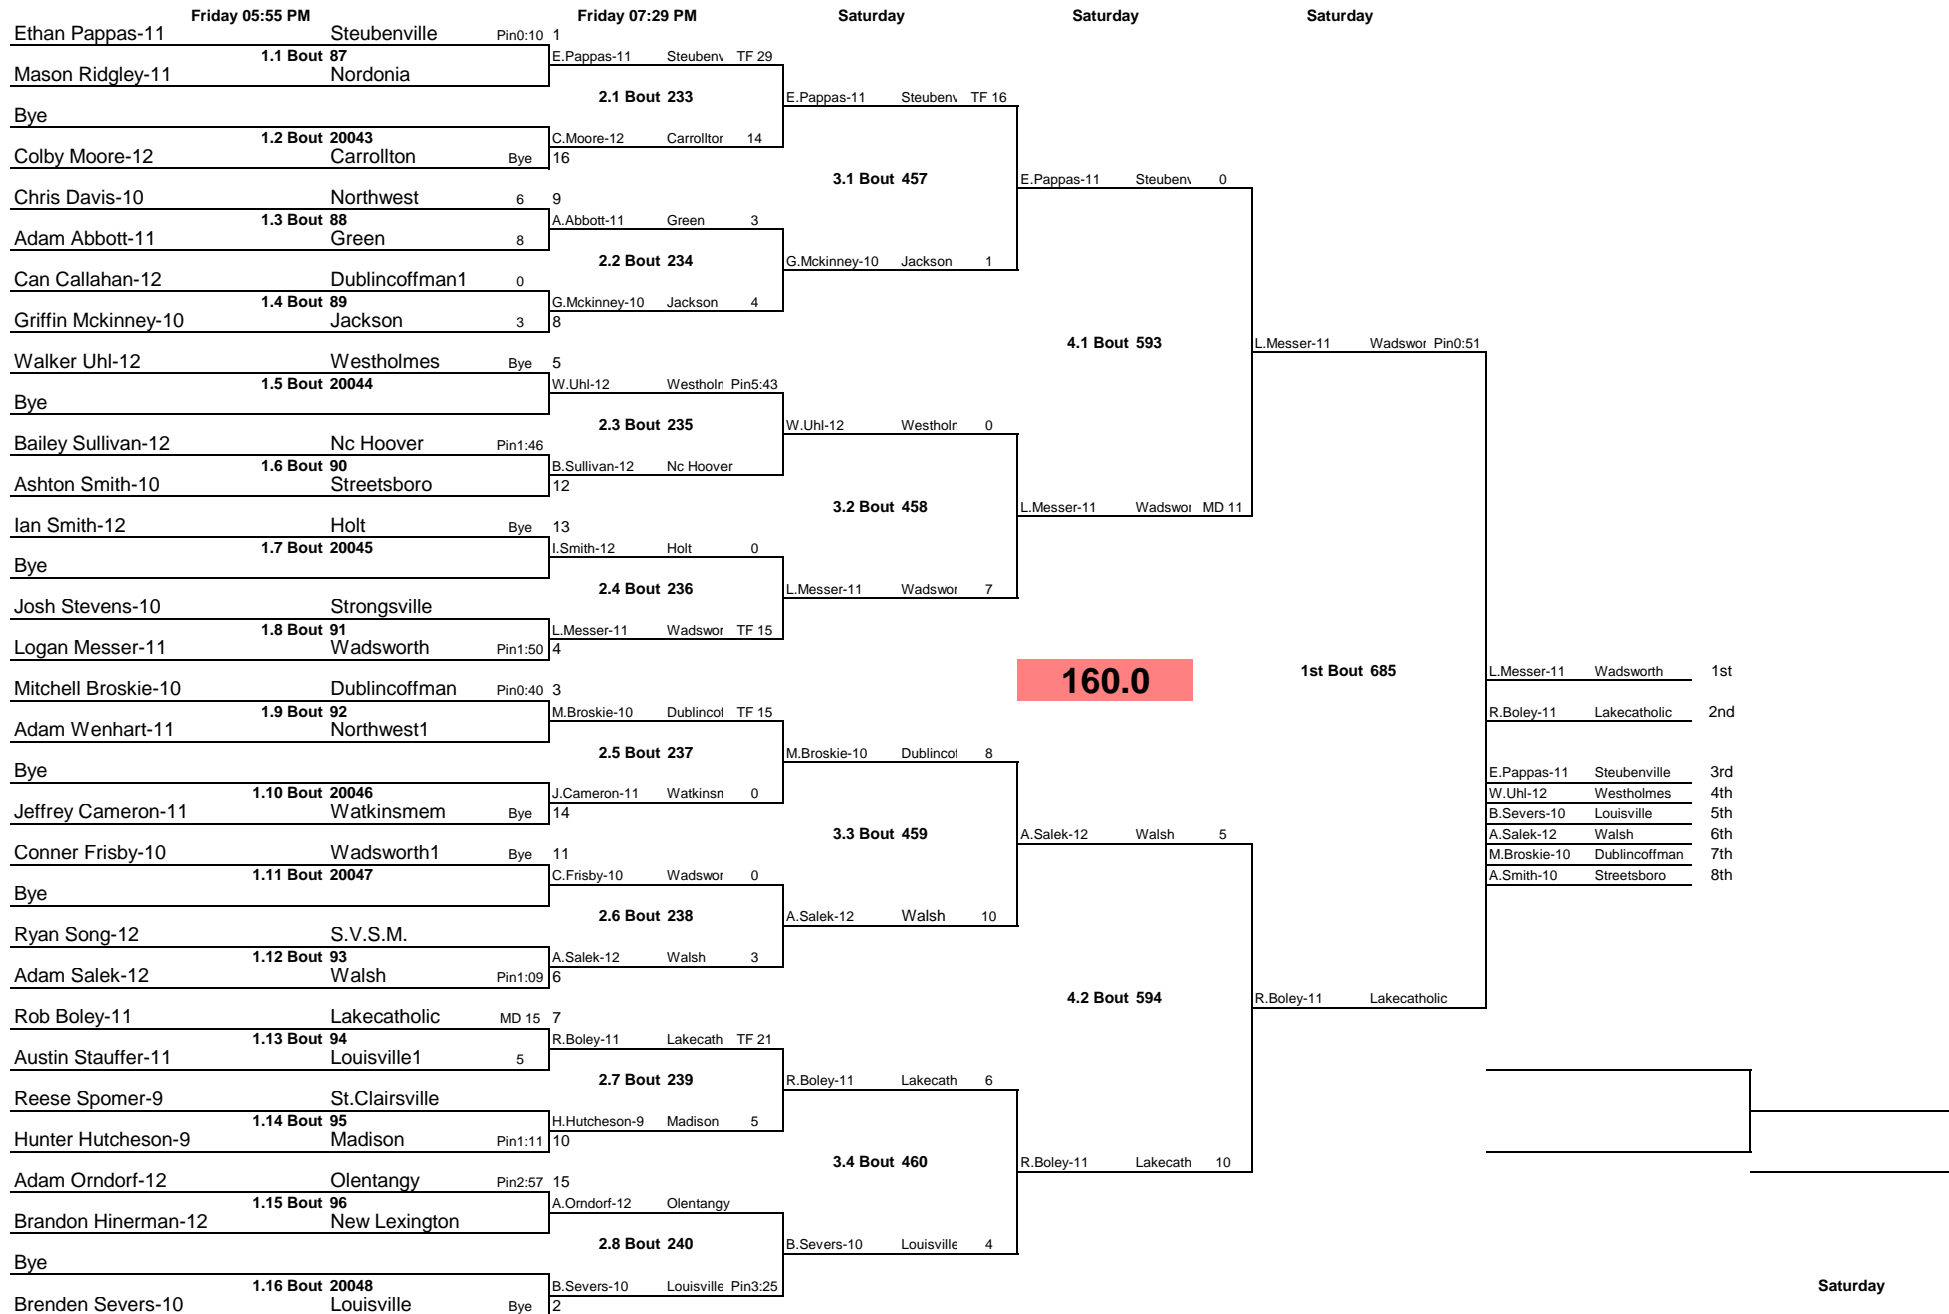 Friday 05:55 PM Friday 07:29 PM Saturday Saturday Saturday
Ethan Pappas-11 Steubenville Pin0:10 1
1.1 Bout 87 E.Pappas-11 Steubenv TF 29
Mason Ridgley-11 Nordonia
2.1 Bout 233 E.Pappas-11 Steubenv TF 16
Bye
1.2 Bout 20043 C.Moore-12 Carrollton 14
Colby Moore-12 Carrollton Bye 16
3.1 Bout 457 E.Pappas-11 Steubenv 0
Chris Davis-10 Northwest 6 9
1.3 Bout 88 A.Abbott-11 Green 3
Adam Abbott-11 Green 8
2.2 Bout 234 G.Mckinney-10 Jackson 1
Can Callahan-12 Dublincoffman1 0
1.4 Bout 89 G.Mckinney-10 Jackson 4
Griffin Mckinney-10 Jackson 3 8
4.1 Bout 593 L.Messer-11 Wadswor Pin0:51
Walker Uhl-12 Westholmes Bye 5
1.5 Bout 20044 W.Uhl-12 Westholn Pin5:43
Bye
2.3 Bout 235 W.Uhl-12 Westholn 0
Bailey Sullivan-12 Nc Hoover Pin1:46
1.6 Bout 90 B.Sullivan-12 Nc Hoover
Ashton Smith-10 Streetsboro 12
3.2 Bout 458 L.Messer-11 Wadswor MD 11
Ian Smith-12 Holt Bye 13
1.7 Bout 20045 I.Smith-12 Holt 0
Bye
2.4 Bout 236 L.Messer-11 Wadswor 7
Josh Stevens-10 Strongsville
1.8 Bout 91 L.Messer-11 Wadswor TF 15
Logan Messer-11 Wadsworth Pin1:50 4
160.0 1st Bout 685 L.Messer-11 Wadsworth 1st
Mitchell Broskie-10 Dublincoffman Pin0:40 3
1.9 Bout 92 M.Broskie-10 Dublincof TF 15 R.Boley-11 Lakecatholic 2nd
Adam Wenhart-11 Northwest1
2.5 Bout 237 M.Broskie-10 Dublincof 8
Bye E.Pappas-11 Steubenville 3rd
1.10 Bout 20046 J.Cameron-11 Watkinsn 0 W.Uhl-12 Westholmes 4th
Jeffrey Cameron-11 Watkinsmem Bye 14 B.Severs-10 Louisville 5th
3.3 Bout 459 A.Salek-12 Walsh 5 A.Salek-12 Walsh 6th
Conner Frisby-10 Wadsworth1 Bye 11 M.Broskie-10 Dublincoffman 7th
1.11 Bout 20047 C.Frisby-10 Wadswor 0 A.Smith-10 Streetsboro 8th
Bye
2.6 Bout 238 A.Salek-12 Walsh 10
Ryan Song-12 S.V.S.M.
1.12 Bout 93 A.Salek-12 Walsh 3
Adam Salek-12 Walsh Pin1:09 6
4.2 Bout 594 R.Boley-11 Lakecatholic
Rob Boley-11 Lakecatholic MD 15 7
1.13 Bout 94 R.Boley-11 Lakecath TF 21
Austin Stauffer-11 Louisville1 5
2.7 Bout 239 R.Boley-11 Lakecath 6
Reese Spomer-9 St.Clairsville
1.14 Bout 95 H.Hutcheson-9 Madison 5
Hunter Hutcheson-9 Madison Pin1:11 10
3.4 Bout 460 R.Boley-11 Lakecath 10
Adam Orndorf-12 Olentangy Pin2:57 15
1.15 Bout 96 A.Orndorf-12 Olentangy
Brandon Hinerman-12 New Lexington
2.8 Bout 240 B.Severs-10 Louisville 4
Bye
1.16 Bout 20048 B.Severs-10 Louisville Pin3:25 Saturday
Brenden Severs-10 Louisville Bye 2